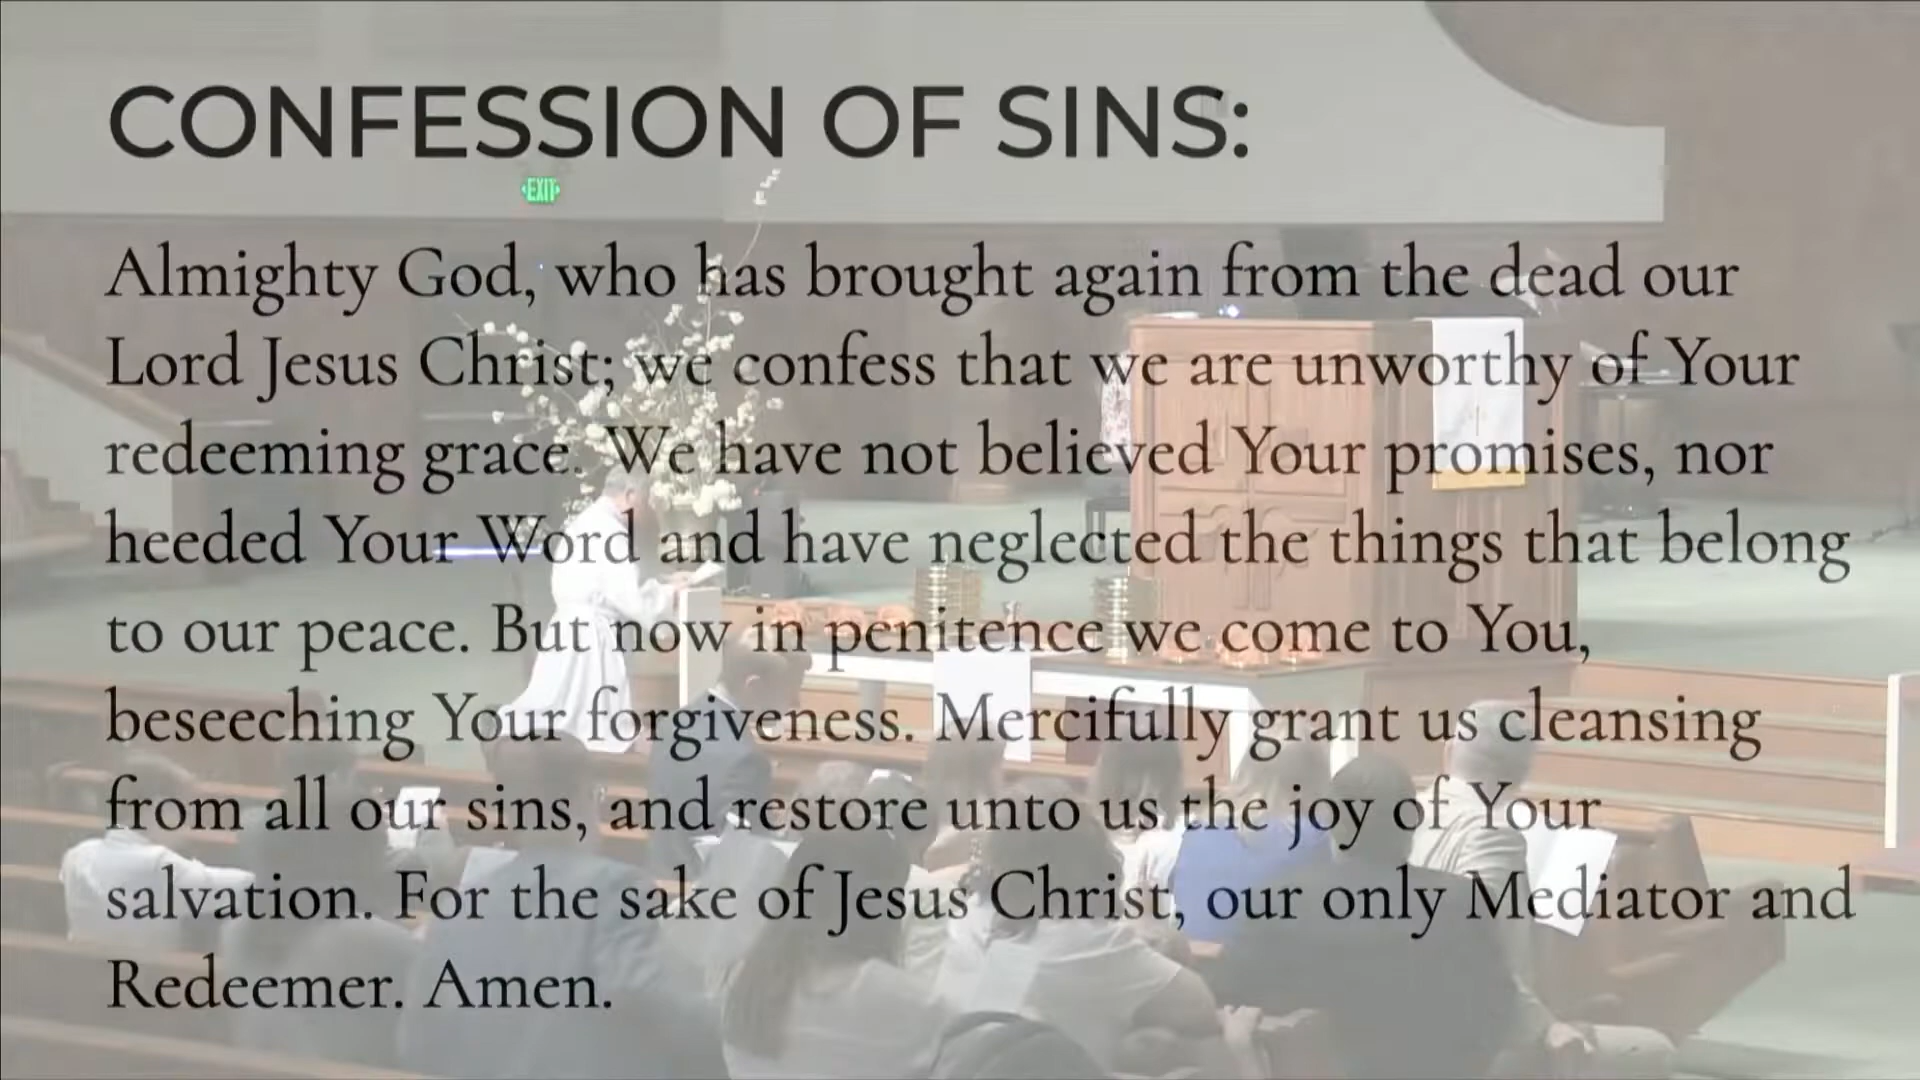 CONFESSION OF SINS:
EXIT
Almighty God, who has brought again from the dead our
Lord Jesus Christ; we confess that we are unworthy of Your
redeeming grace. We have not believed Your promises, nor
heeded Your Word and have neglected the things that belong
to our peace. But now in penitence we come to You,
beseeching Your forgiveness. Mercifully grant us cleansing
from all our sins, and restore unto us the joy of Your
salvation. For the sake of Jesus Christ, our only Mediator and
Redeemer. Amen.